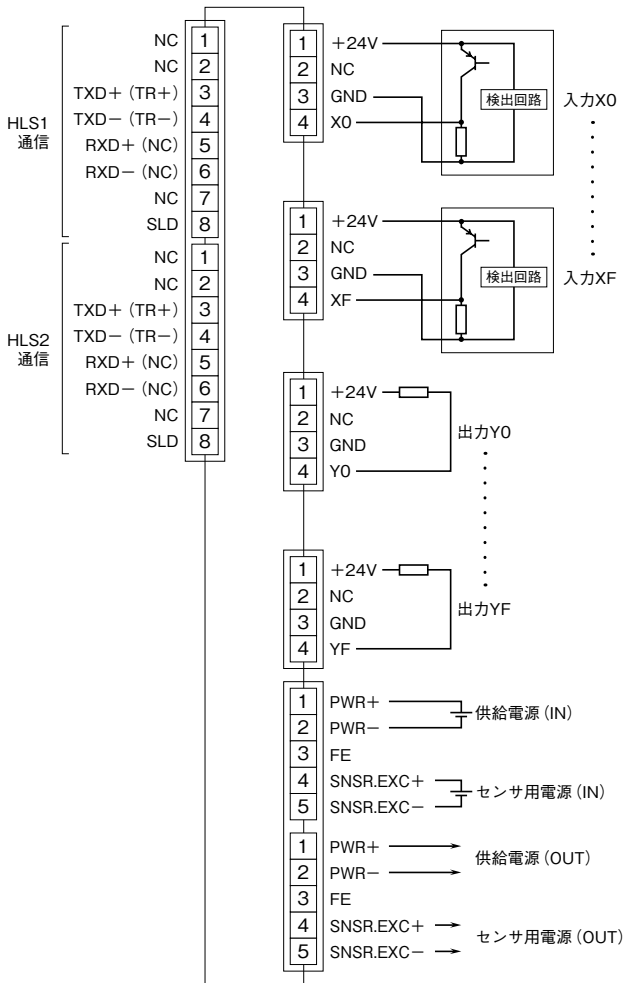 HLS1
通信
NC 1
NC 2
TXD+ (TR+) 3
TXD− (TR−) 4
RXD+ (NC) 5
RXD− (NC) 6
NC 7
SLD 8
HLS2
通信
NC 1
NC 2
TXD+ (TR+) 3
TXD− (TR−) 4
RXD+ (NC) 5
RXD− (NC) 6
NC 7
SLD 8
1 +24V
2 NC
3 GND
4 X0
検出回路
入力X0
1 +24V
2 NC
3 GND
4 XF
検出回路
入力XF
1 +24V
2 NC
3 GND
4 Y0
出力Y0
1 +24V
2 NC
3 GND
4 YF
出力YF
1 PWR+
2 PWR−
供給電源 (IN)
3 FE
4 SNSR.EXC+
5 SNSR.EXC−
センサ用電源 (IN)
1 PWR+
2 PWR−
供給電源 (OUT)
3 FE
4 SNSR.EXC+
5 SNSR.EXC−
センサ用電源 (OUT)